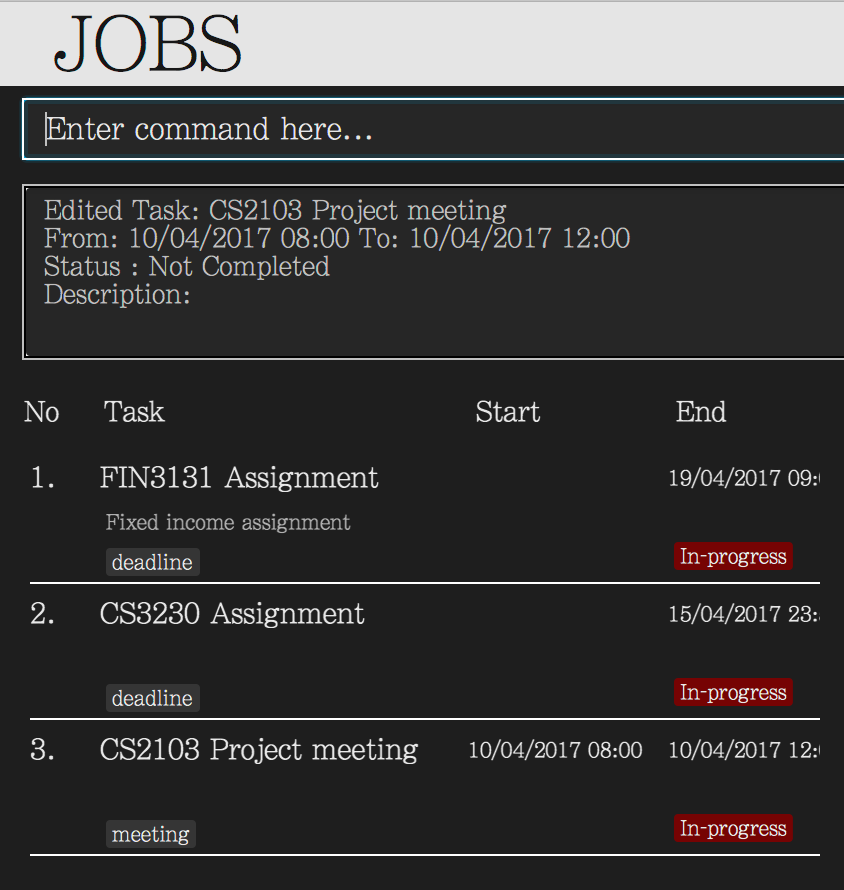 JOBS
Enter command here...
Edited Task: CS2103 Project meeting
From: 10/04/2017 08:00 To: 10/04/2017 12:00
Status : Not Completed
Description:
No Task Start End
1. FIN3131 Assignment 19/04/2017 09:
Fixed income assignment
deadline In-progress
2. CS3230 Assignment 15/04/2017 23:
deadline In-progress
3. CS2103 Project meeting 10/04/2017 08:00 10/04/2017 12:
meeting In-progress